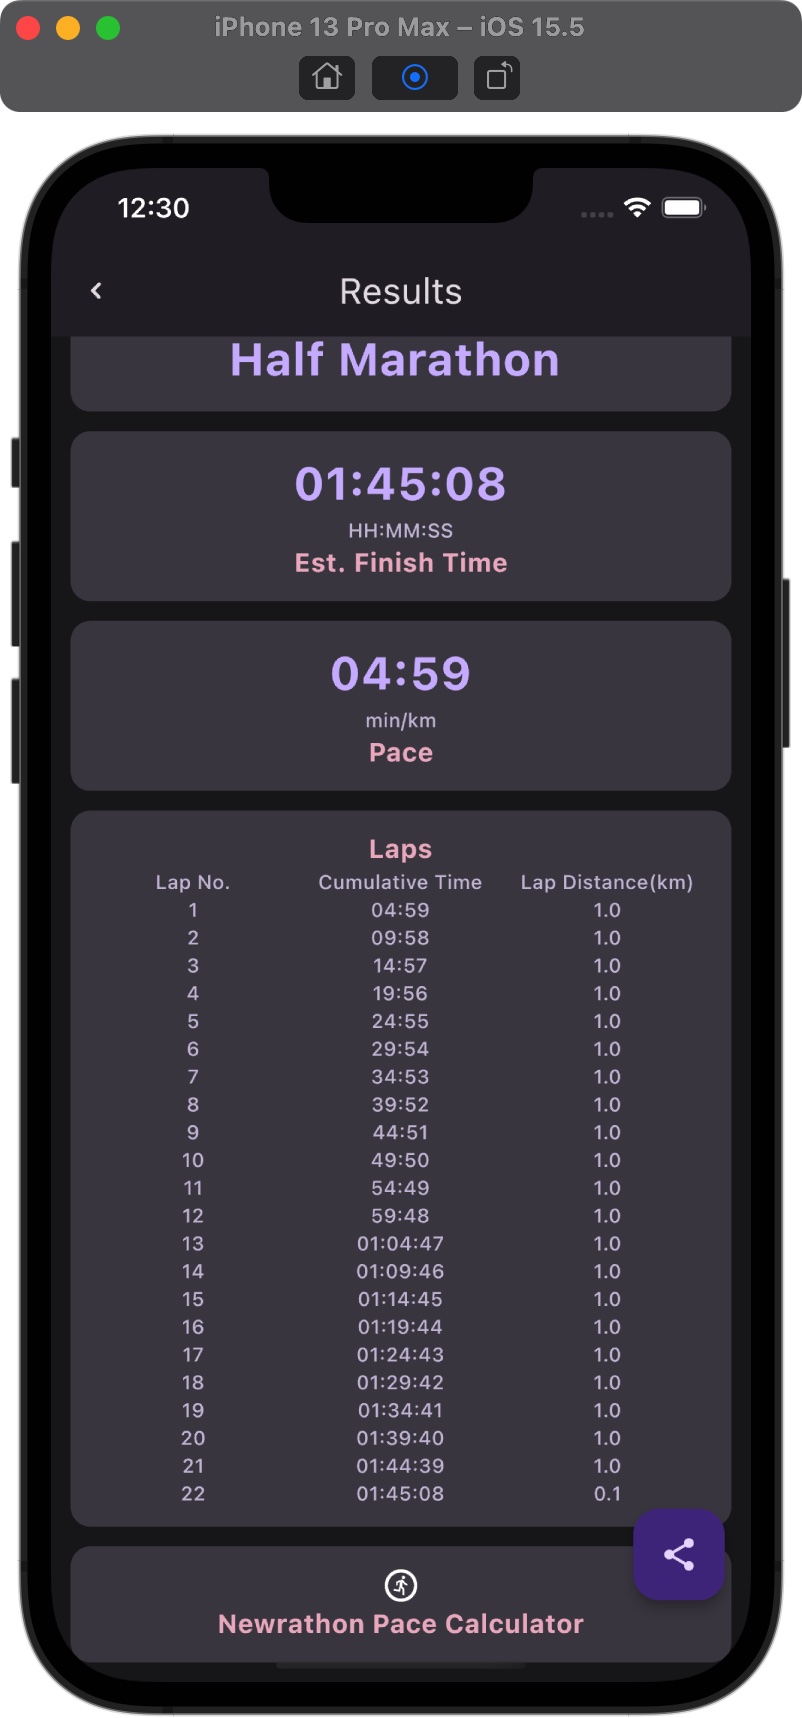 iPhone 13 Pro Max – iOS 15.5
12:30
Results
Half Marathon
01:45:08
HH:MM:SS
Est. Finish Time
04:59
min/km
Pace
Laps
Lap No. Cumulative Time Lap Distance(km)
1 04:59 1.0
2 09:58 1.0
3 14:57 1.0
4 19:56 1.0
5 24:55 1.0
6 29:54 1.0
7 34:53 1.0
8 39:52 1.0
9 44:51 1.0
10 49:50 1.0
11 54:49 1.0
12 59:48 1.0
13 01:04:47 1.0
14 01:09:46 1.0
15 01:14:45 1.0
16 01:19:44 1.0
17 01:24:43 1.0
18 01:29:42 1.0
19 01:34:41 1.0
20 01:39:40 1.0
21 01:44:39 1.0
22 01:45:08 0.1
Newrathon Pace Calculator